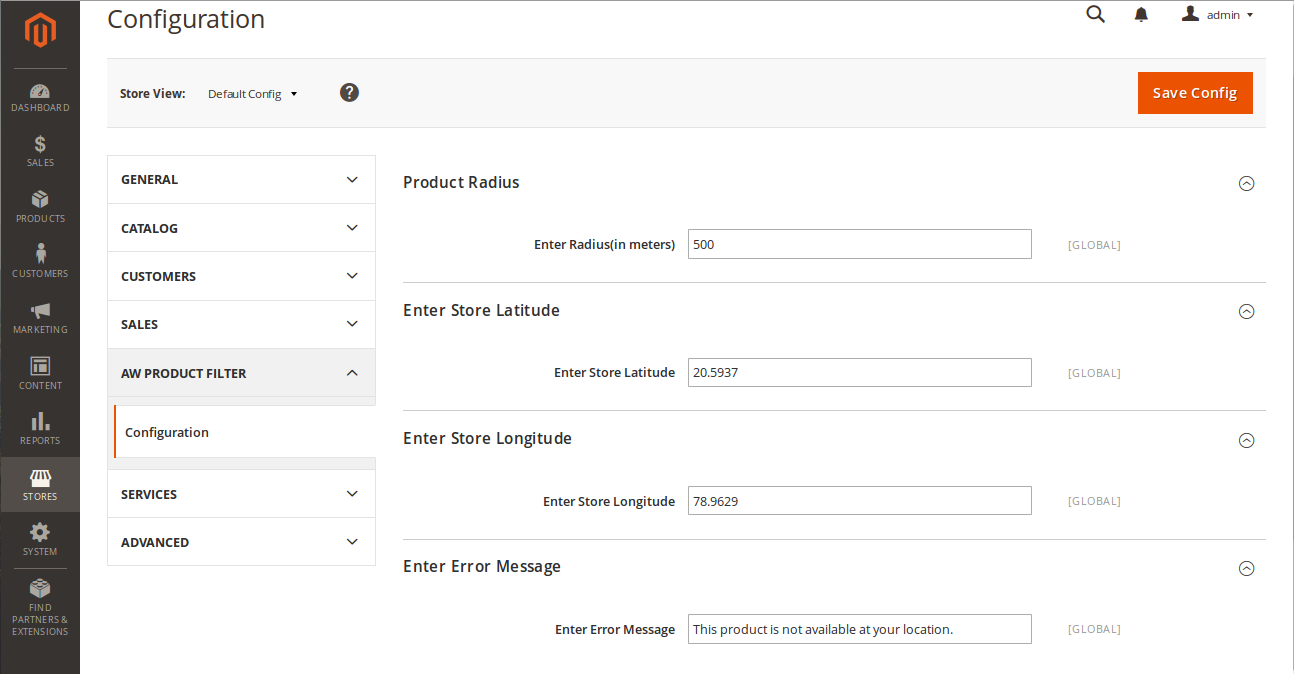 Configuration
admin
Store View: Default Config ?
Save Config
DASHBOARD
SALES
PRODUCTS
CUSTOMERS
MARKETING
CONTENT
REPORTS
STORES
SYSTEM
FIND
PARTNERS &
EXTENSIONS
GENERAL
CATALOG
CUSTOMERS
SALES
AW PRODUCT FILTER
Configuration
SERVICES
ADVANCED
Product Radius
Enter Radius(in meters) 500 [GLOBAL]
Enter Store Latitude
Enter Store Latitude 20.5937 [GLOBAL]
Enter Store Longitude
Enter Store Longitude 78.9629 [GLOBAL]
Enter Error Message
Enter Error Message This product is not available at your location. [GLOBAL]